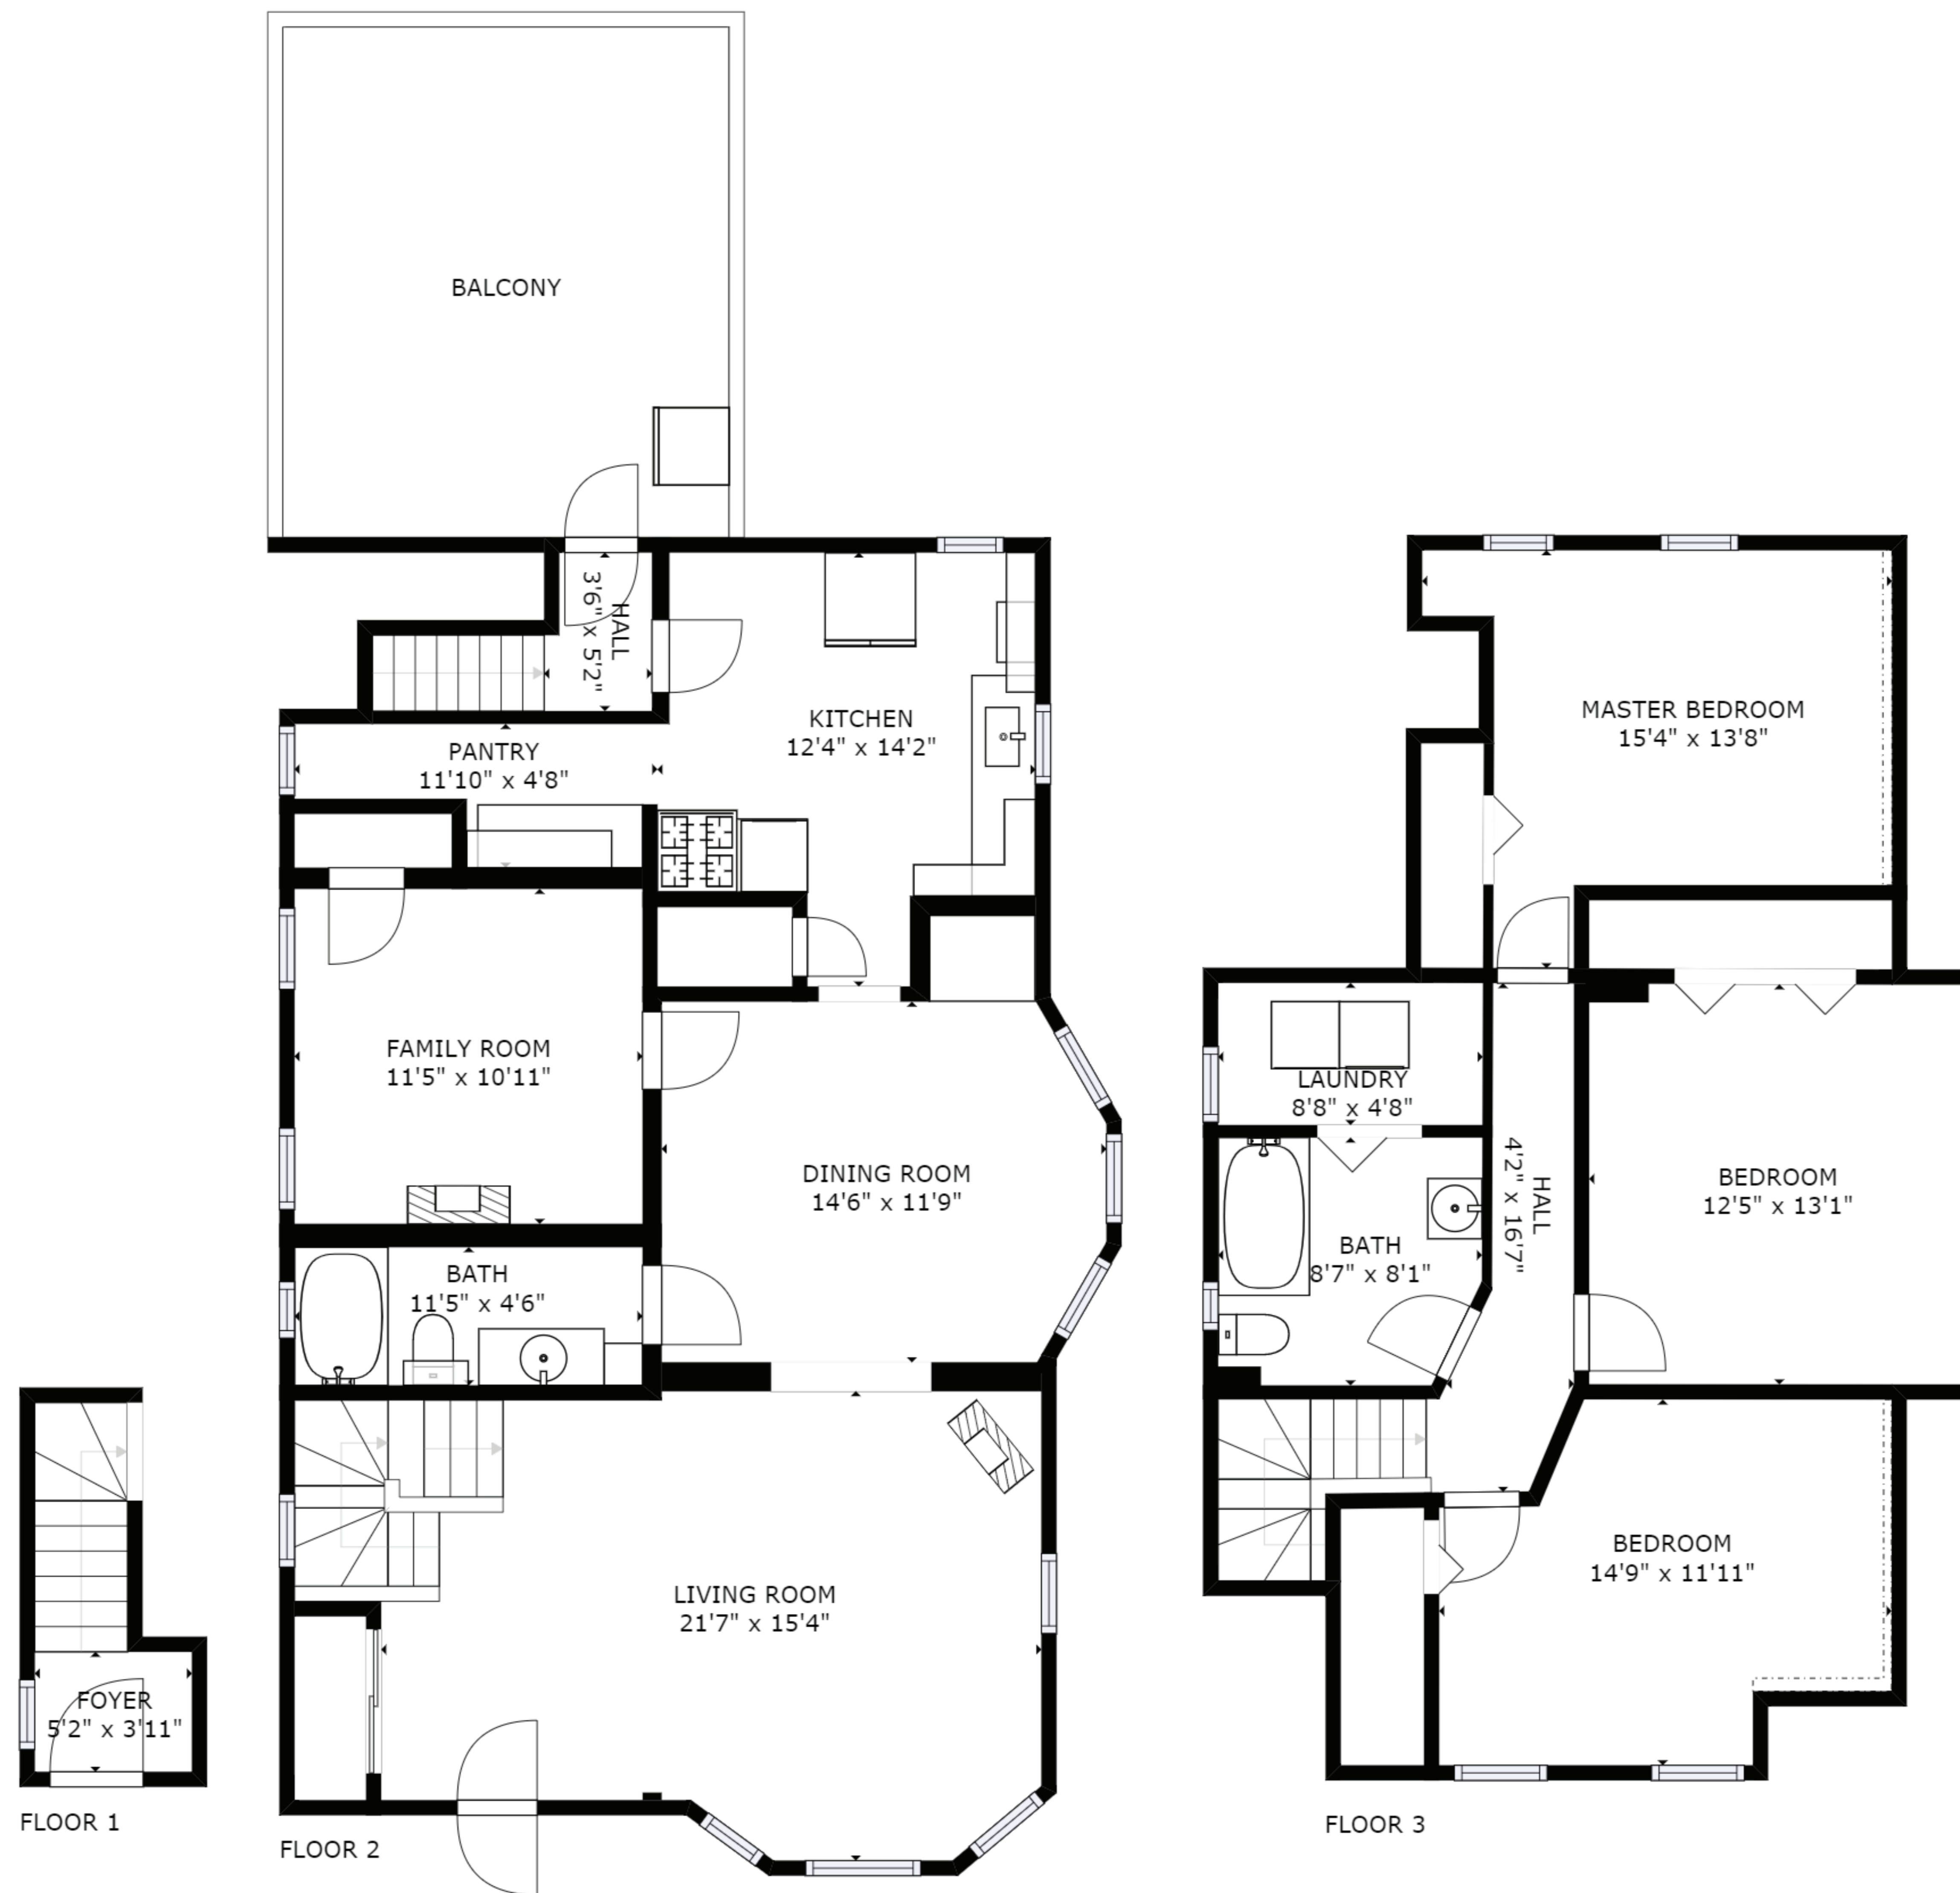 BALCONY
HALL
3'6" x 5'2"
KITCHEN
12'4" x 14'2"
PANTRY
11'10" x 4'8"
FAMILY ROOM
11'5" x 10'11"
DINING ROOM
14'6" x 11'9"
BATH
11'5" x 4'6"
LIVING ROOM
21'7" x 15'4"
FOYER
5'2" x 3'11"
FLOOR 1
FLOOR 2
MASTER BEDROOM
15'4" x 13'8"
LAUNDRY
8'8" x 4'8"
HALL
4'2" x 16'7"
BEDROOM
12'5" x 13'1"
BATH
8'7" x 8'1"
BEDROOM
14'9" x 11'11"
FLOOR 3